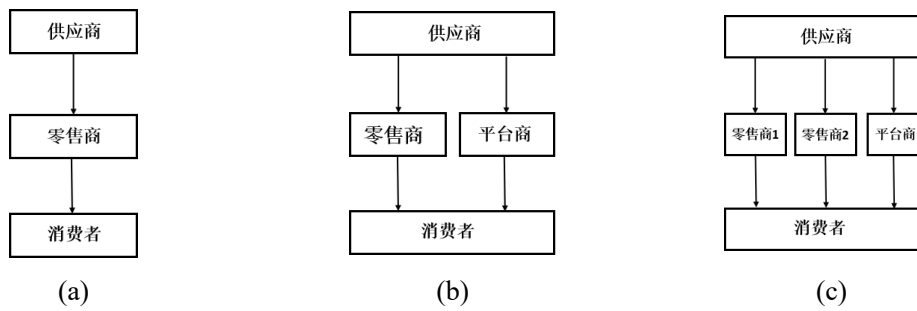 供应商
零售商
消费者
(a)
供应商
零售商
平台商
消费者
(b)
供应商
零售商1
零售商2
平台商
消费者
(c)